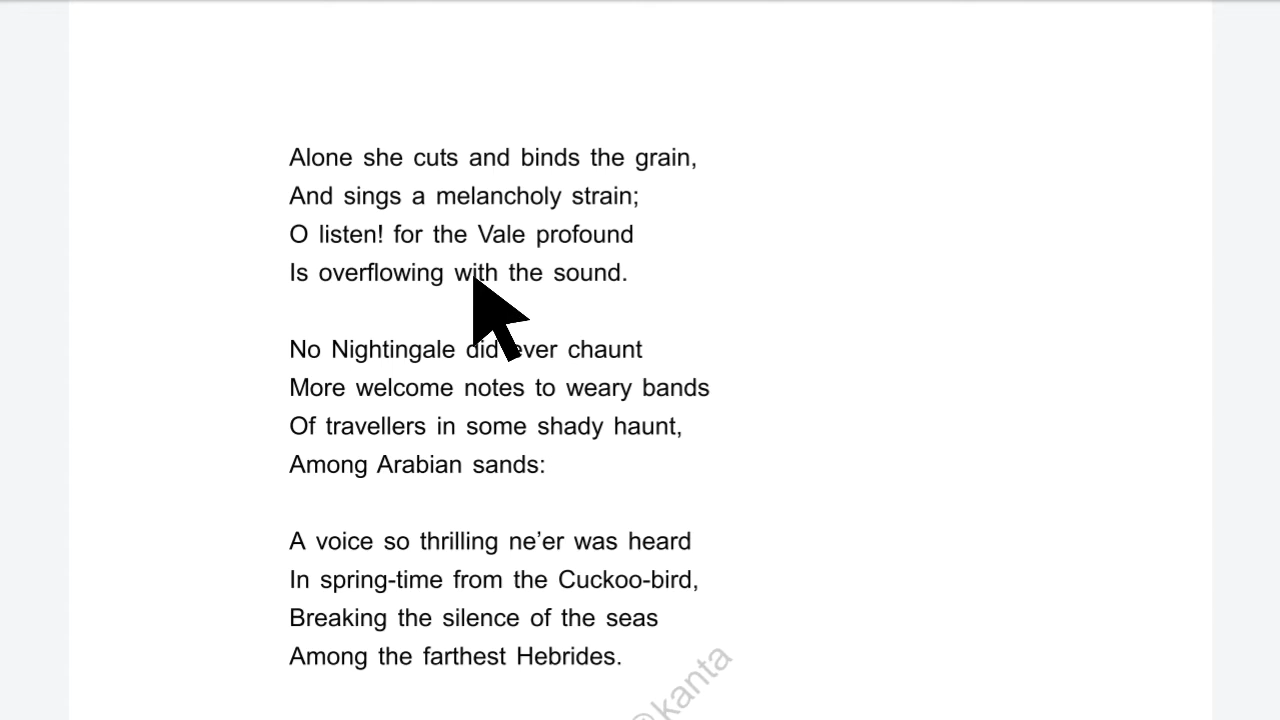 Alone she cuts and binds the grain,
And sings a melancholy strain;
O listen! for the Vale profound
Is overflowing with the sound.
No Nightingale did ever chaunt
More welcome notes to weary bands
Of travellers in some shady haunt,
Among Arabian sands:
A voice so thrilling ne’er was heard
In spring-time from the Cuckoo-bird,
Breaking the silence of the seas
Among the farthest Hebrides.
@kanta